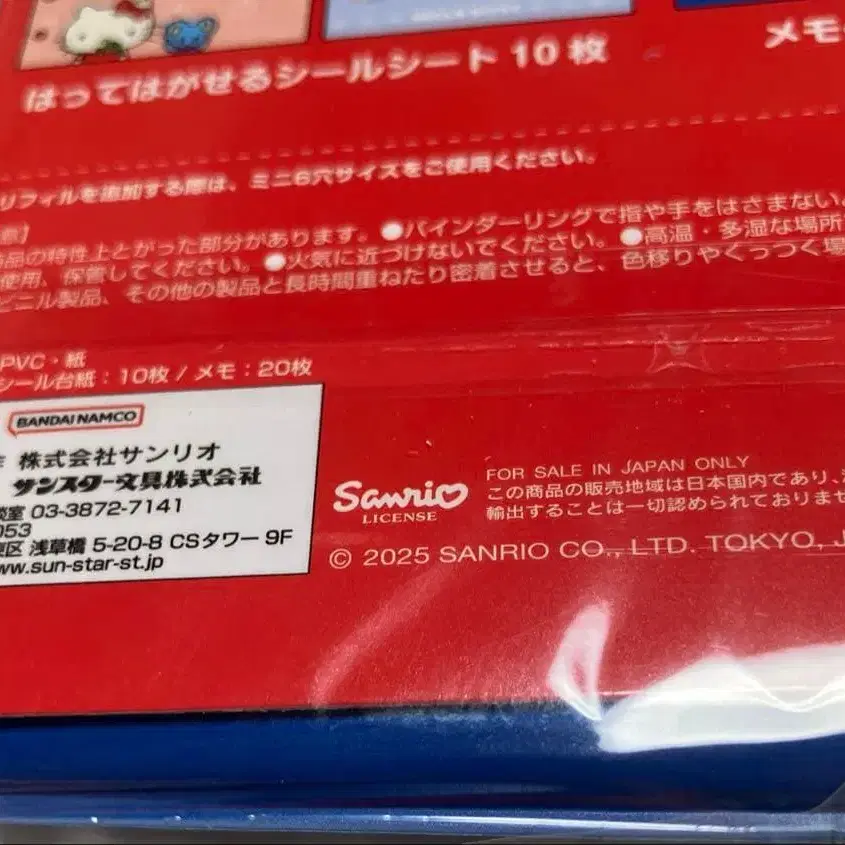 はってはがせるシールシート 10 枚
メモ
リフィルを追加する際は、ミニ6穴サイズをご使用ください。
品の特性上とがった部分があります。●バインダーリングで指や手をはさまない
使用、保管してください。●火気に近づけないでください。●高温・多湿な場所
ビニル製品、その他の製品と長時間重ねたり密着させると、色移りやくっつく場
PVC・紙
シール台紙：10枚 / メモ：20枚
BANDAI NAMCO
株式会社サンリオ
サンスター文具株式会社
室 03-3872-7141
053
区 浅草橋 5-20-8 CSタワー 9F
ww.sun-star-st.jp
Sanrio
LICENSE
FOR SALE IN JAPAN ONLY
この商品の販売地域は日本国内であり、
輸出することは一切認められておりませ
© 2025 SANRIO CO., LTD. TOKYO, J